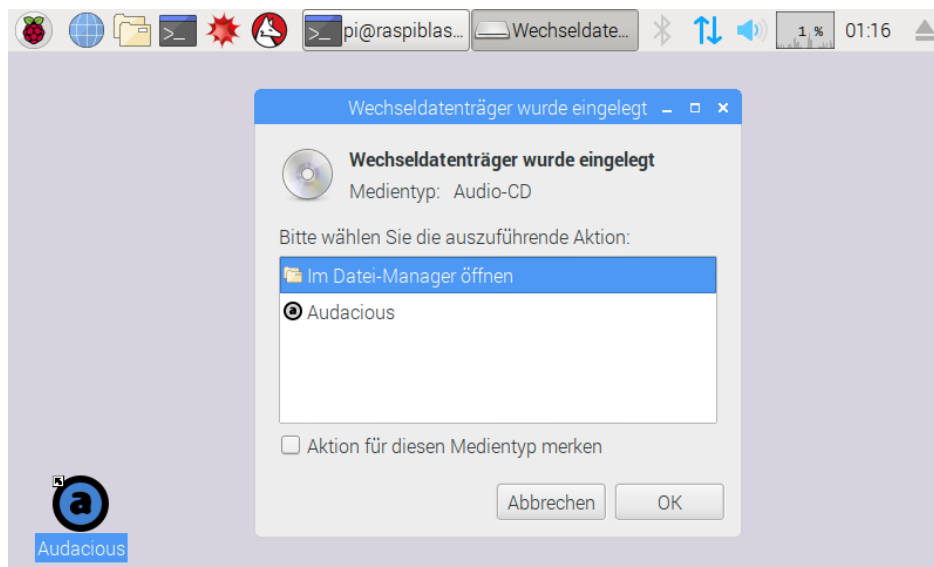 pi@raspiblas... Wechseldate... 1 % 01:16
Wechseldatenträger wurde eingelegt
Wechseldatenträger wurde eingelegt
Medientyp: Audio-CD
Bitte wählen Sie die auszuführende Aktion:
Im Datei-Manager öffnen
Audacious
Aktion für diesen Medientyp merken
Abbrechen OK
Audacious